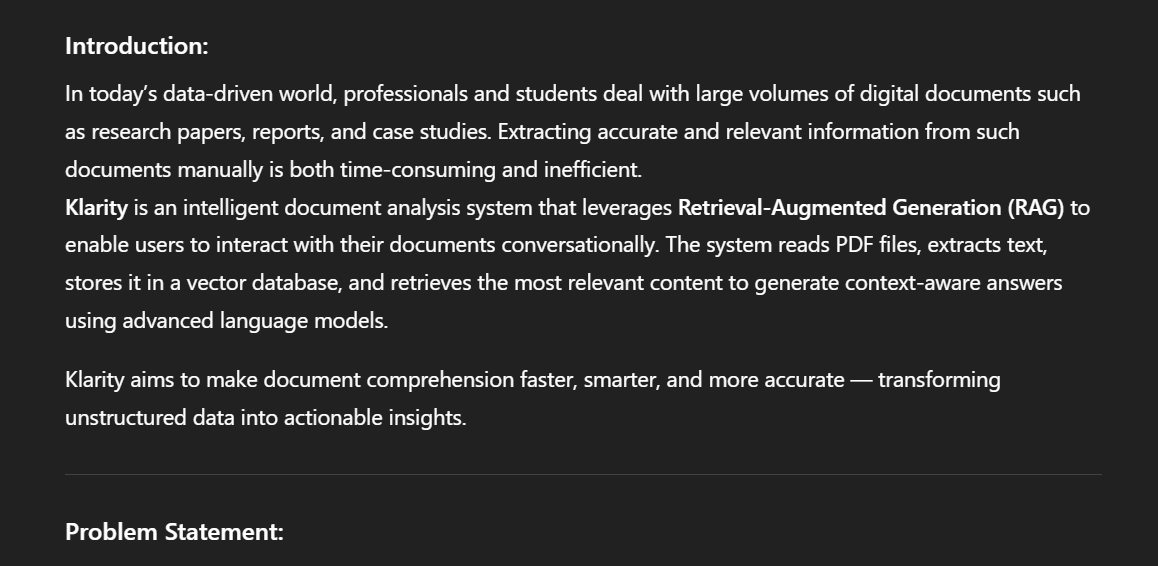 Introduction:
In today’s data-driven world, professionals and students deal with large volumes of digital documents such
as research papers, reports, and case studies. Extracting accurate and relevant information from such
documents manually is both time-consuming and inefficient.
Klarity is an intelligent document analysis system that leverages Retrieval-Augmented Generation (RAG) to
enable users to interact with their documents conversationally. The system reads PDF files, extracts text,
stores it in a vector database, and retrieves the most relevant content to generate context-aware answers
using advanced language models.
Klarity aims to make document comprehension faster, smarter, and more accurate — transforming
unstructured data into actionable insights.
Problem Statement: